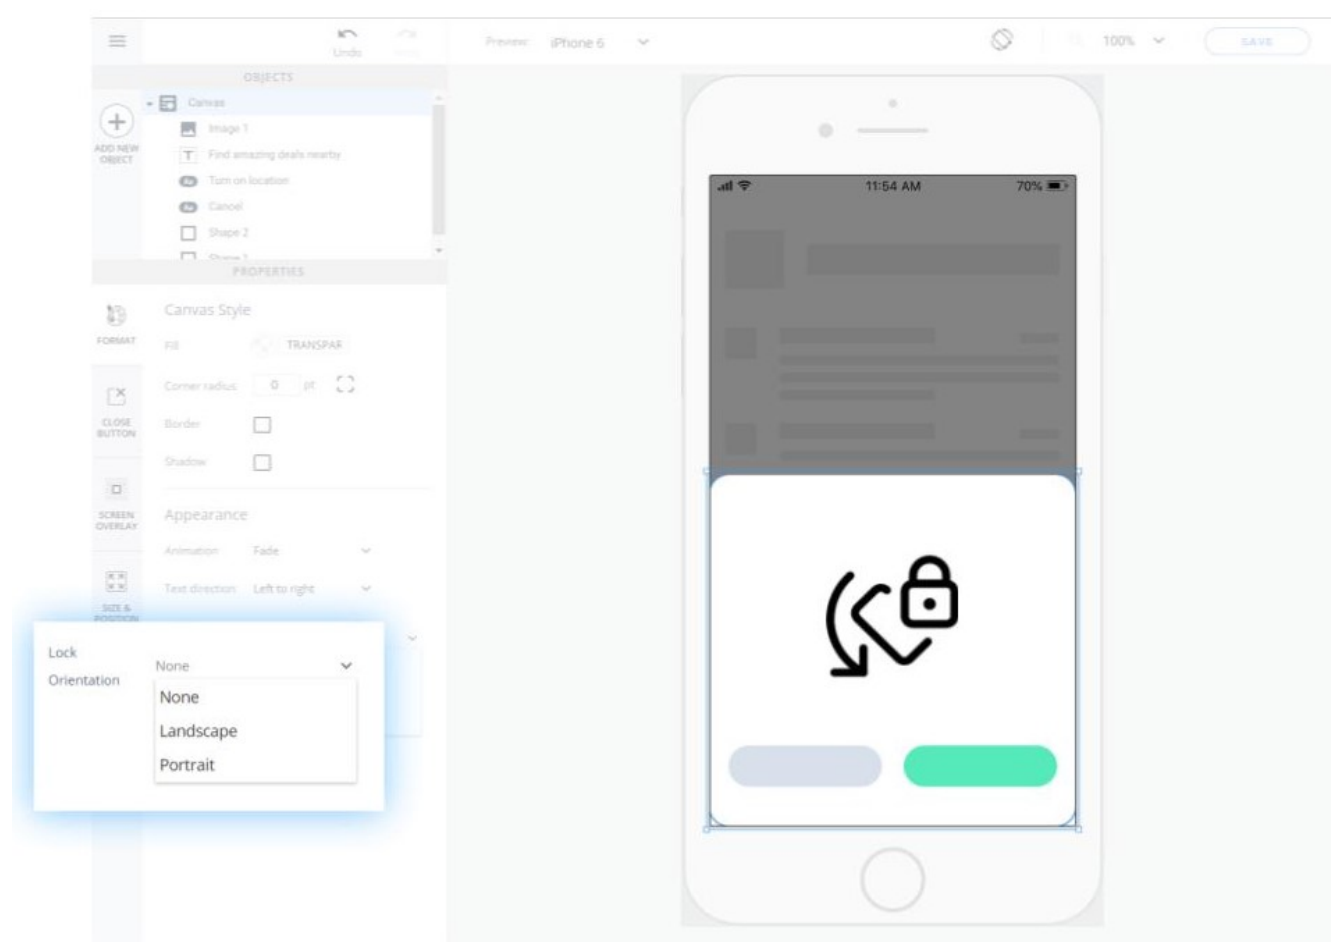 Undo
Preview: iPhone 6
100%
SAVE
OBJECTS
Canvas
Image 1
ADD NEW
OBJECT
Find amazing deals nearby
Turn on location
Cancel
Shape 2
PROPERTIES
FORMAT
Canvas Style
Fill TRANSPAR
Corner radius 0 pt
CLOSE
BUTTON
Border
Shadow
SCREEN
OVERLAY
Appearance
Animation Fade
Text direction Left to right
SIZE &
POSITION
Lock
Orientation
None
None
Landscape
Portrait
11:54 AM
70%